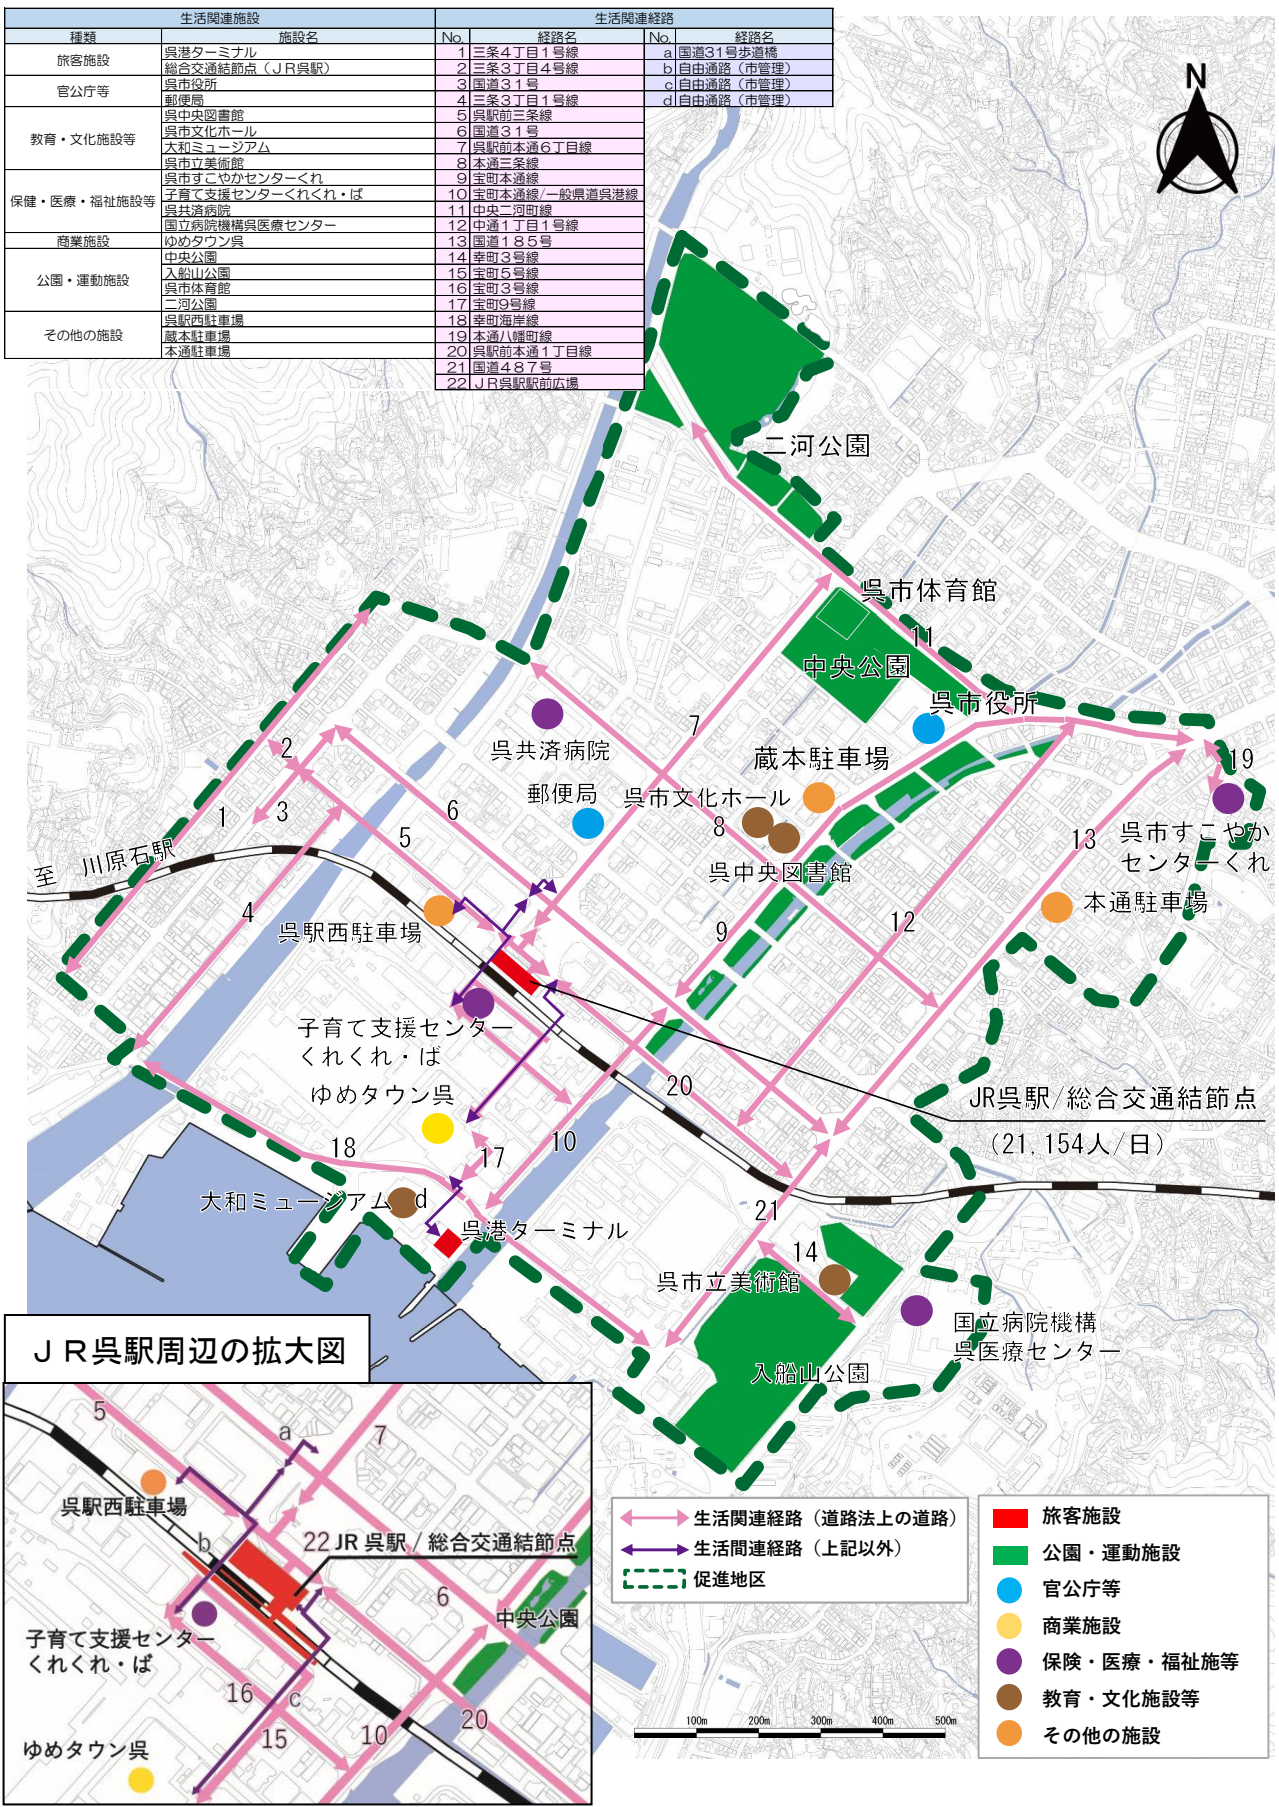 生活関連施設 生活関連経路
種類 施設名 No. 経路名 No. 経路名
旅客施設 呉港ターミナル 1 三条4丁目1号線 a 国道31号歩道橋
総合交通結節点（ＪＲ呉駅） 2 三条3丁目4号線 b 自由通路（市管理）
官公庁等 呉市役所 3 国道３１号 c 自由通路（市管理）
郵便局 4 三条3丁目1号線 d 自由通路（市管理）
教育・文化施設等 呉中央図書館 5 呉駅前三条線
呉市文化ホール 6 国道３１号
大和ミュージアム 7 呉駅前本通6丁目線
呉市立美術館 8 本通三条線
保健・医療・福祉施設等 呉市すこやかセンターくれ 9 宝町本通線
子育て支援センターくれくれ・ば 10 宝町本通線/一般県道呉港線
呉共済病院 11 中央二河町線
国立病院機構呉医療センター 12 中通1丁目1号線
商業施設 ゆめタウン呉 13 国道１８５号
公園・運動施設 中央公園 14 幸町3号線
入船山公園 15 宝町5号線
呉市体育館 16 宝町3号線
二河公園 17 宝町9号線
その他の施設 呉駅西駐車場 18 幸町海岸線
蔵本駐車場 19 本通八幡町線
本通駐車場 20 呉駅前本通1丁目線
21 国道４８７号
22 ＪＲ呉駅駅前広場
N
二河公園
呉市体育館
11
中央公園
呉市役所
7
呉共済病院
2
蔵本駐車場
19
郵便局
呉市文化ホール
1
3
6
5
8
13
呉市すこやか
センターくれ
至 川原石駅
呉中央図書館
4
呉駅西駐車場
9
12
本通駐車場
子育て支援センター
くれくれ・ば
ゆめタウン呉
20
JR呉駅/総合交通結節点
(21,154人/日)
18
17
10
大和ミュージアム
d
呉港ターミナル
21
14
呉市立美術館
国立病院機構
呉医療センター
入船山公園
ＪＲ呉駅周辺の拡大図
5
a
7
呉駅西駐車場
b
22
JR 呉駅 / 総合交通結節点
6
中央公園
子育て支援センター
くれくれ・ば
16
c
15
10
20
ゆめタウン呉
生活関連経路（道路法上の道路）
生活間連経路（上記以外）
促進地区
旅客施設
公園・運動施設
官公庁等
商業施設
保険・医療・福祉施等
教育・文化施設等
その他の施設
100m 200m 300m 400m 500m